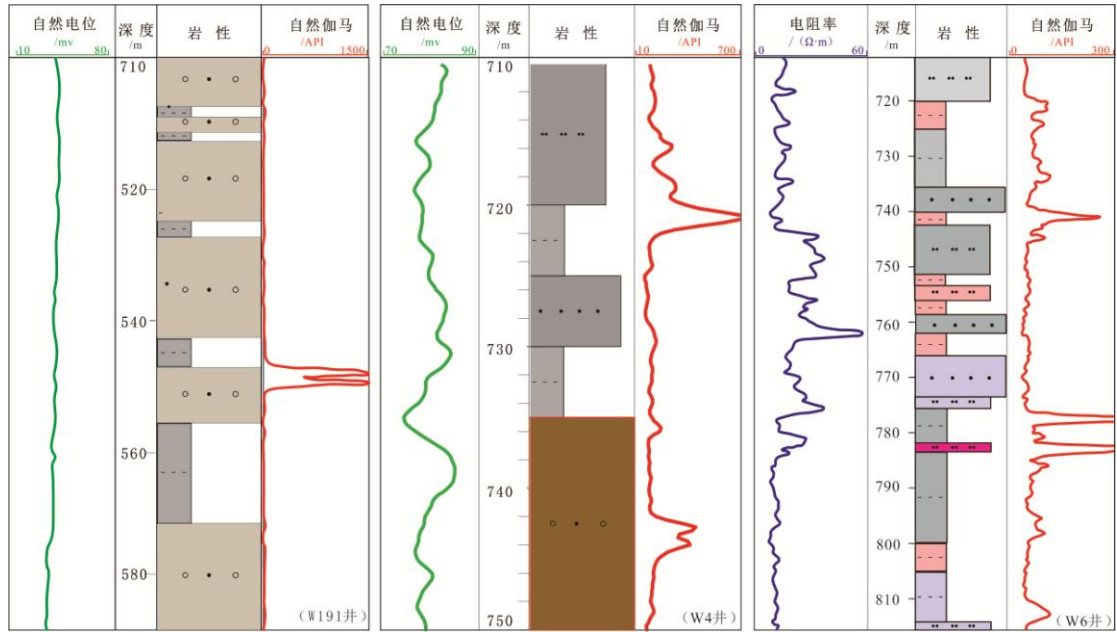 自然电位
/mv
10
80
深度
/m
岩 性
自然伽马
/API
0
1500
710
520
540
560
580
(W191井)
自然电位
/mv
70
90
深度
/m
岩 性
自然伽马
/API
10
700
710
720
730
740
750
(W4井)
电阻率
/（Ω·m）
0
60
深度
/m
岩 性
自然伽马
/API
0
300
720
730
740
750
760
770
780
790
800
810
(W6井)